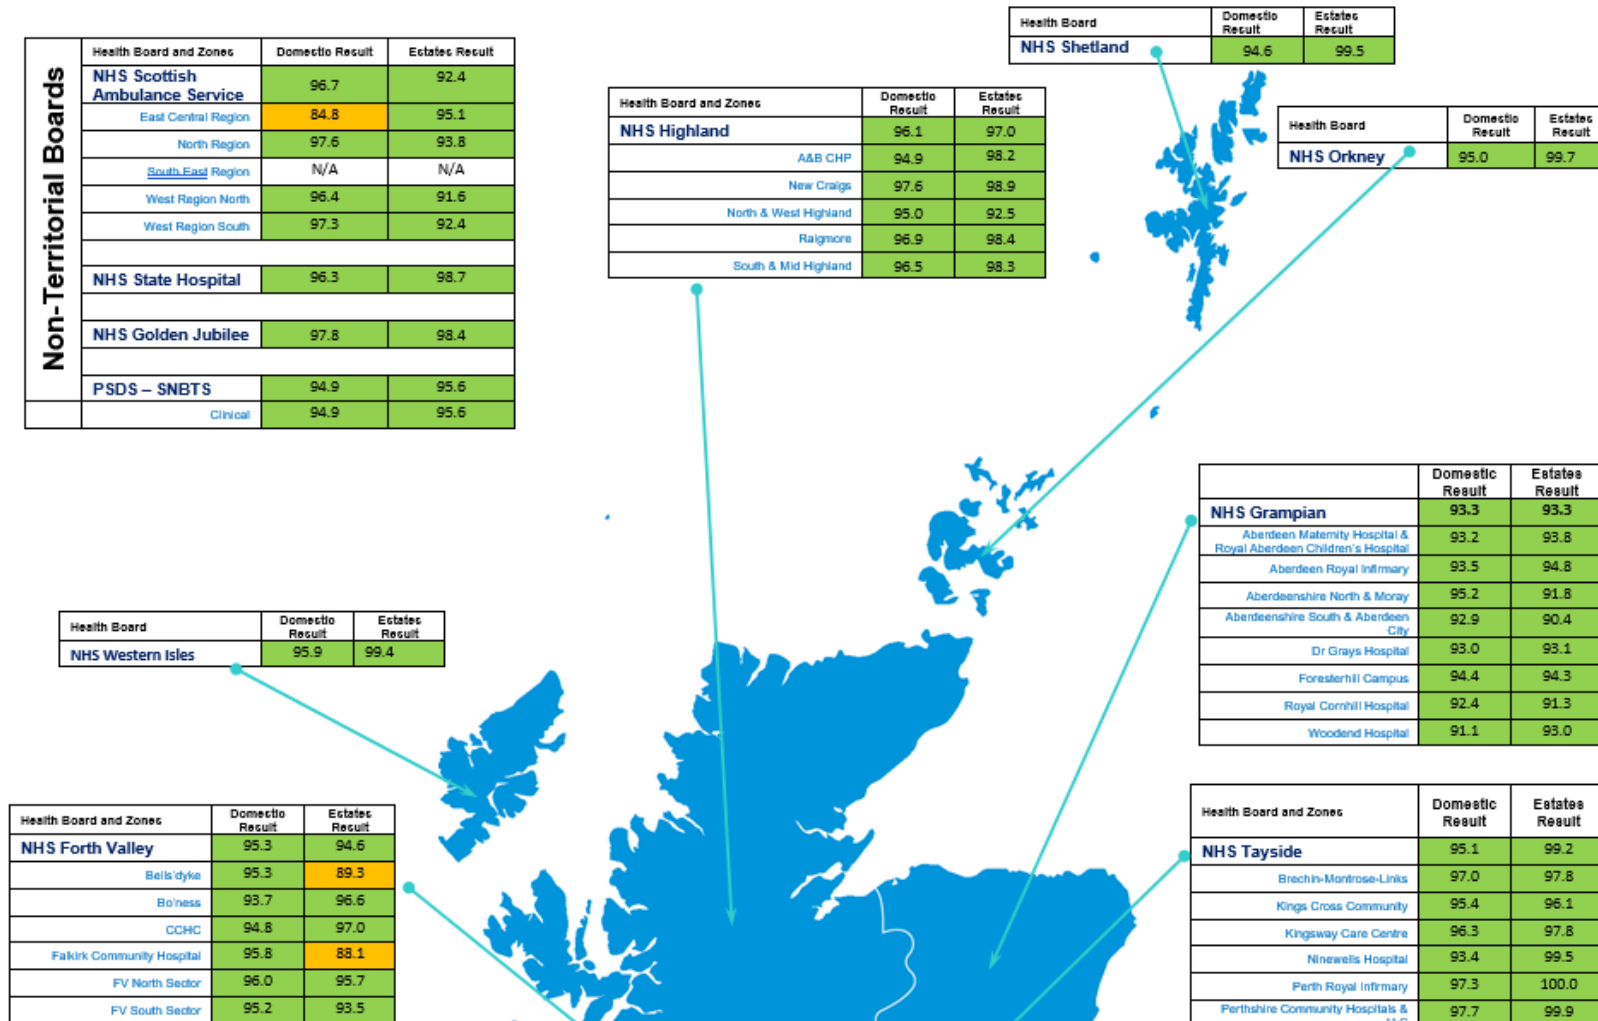 Non-Territorial Boards
Health Board and Zones Domestic Result Estates Result
NHS Scottish
Ambulance Service 96.7 92.4
East Central Region 84.8 95.1
North Region 97.6 93.8
South East Region N/A N/A
West Region North 96.4 91.6
West Region South 97.3 92.4
NHS State Hospital 96.3 98.7
NHS Golden Jubilee 97.8 98.4
PSDS – SNBTS 94.9 95.6
Clinical 94.9 95.6
Health Board and Zones Domestic Result Estates Result
NHS Highland 96.1 97.0
A&B CHP 94.9 98.2
New Craigs 97.6 98.9
North & West Highland 95.0 92.5
Raigmore 96.9 98.4
South & Mid Highland 96.5 98.3
Health Board Domestic Result Estates Result
NHS Shetland 94.6 99.5
Health Board Domestic Result Estates Result
NHS Orkney 95.0 99.7
Domestic Result Estates Result
NHS Grampian 93.3 93.3
Aberdeen Maternity Hospital &
Royal Aberdeen Children's Hospital 93.2 93.8
Aberdeen Royal Infirmary 93.5 94.8
Aberdeenshire North & Moray 95.2 91.8
Aberdeenshire South & Aberdeen
City 92.9 90.4
Dr Grays Hospital 93.0 93.1
Foresterhill Campus 94.4 94.3
Royal Cornhill Hospital 92.4 91.3
Woodend Hospital 91.1 93.0
Health Board Domestic Result Estates Result
NHS Western Isles 95.9 99.4
Health Board and Zones Domestic Result Estates Result
NHS Forth Valley 95.3 94.6
Bells'dyke 95.3 89.3
Bo'ness 93.7 96.6
CCHC 94.8 97.0
Falkirk Community Hospital 95.8 88.1
FV North Sector 96.0 95.7
FV South Sector 95.2 93.5
Health Board and Zones Domestic Result Estates Result
NHS Tayside 95.1 99.2
Brechin-Montrose-Links 97.0 97.8
Kings Cross Community 95.4 96.1
Kingsway Care Centre 96.3 97.8
Ninewells Hospital 93.4 99.5
Perth Royal Infirmary 97.3 100.0
Perthshire Community Hospitals & 97.7 99.9